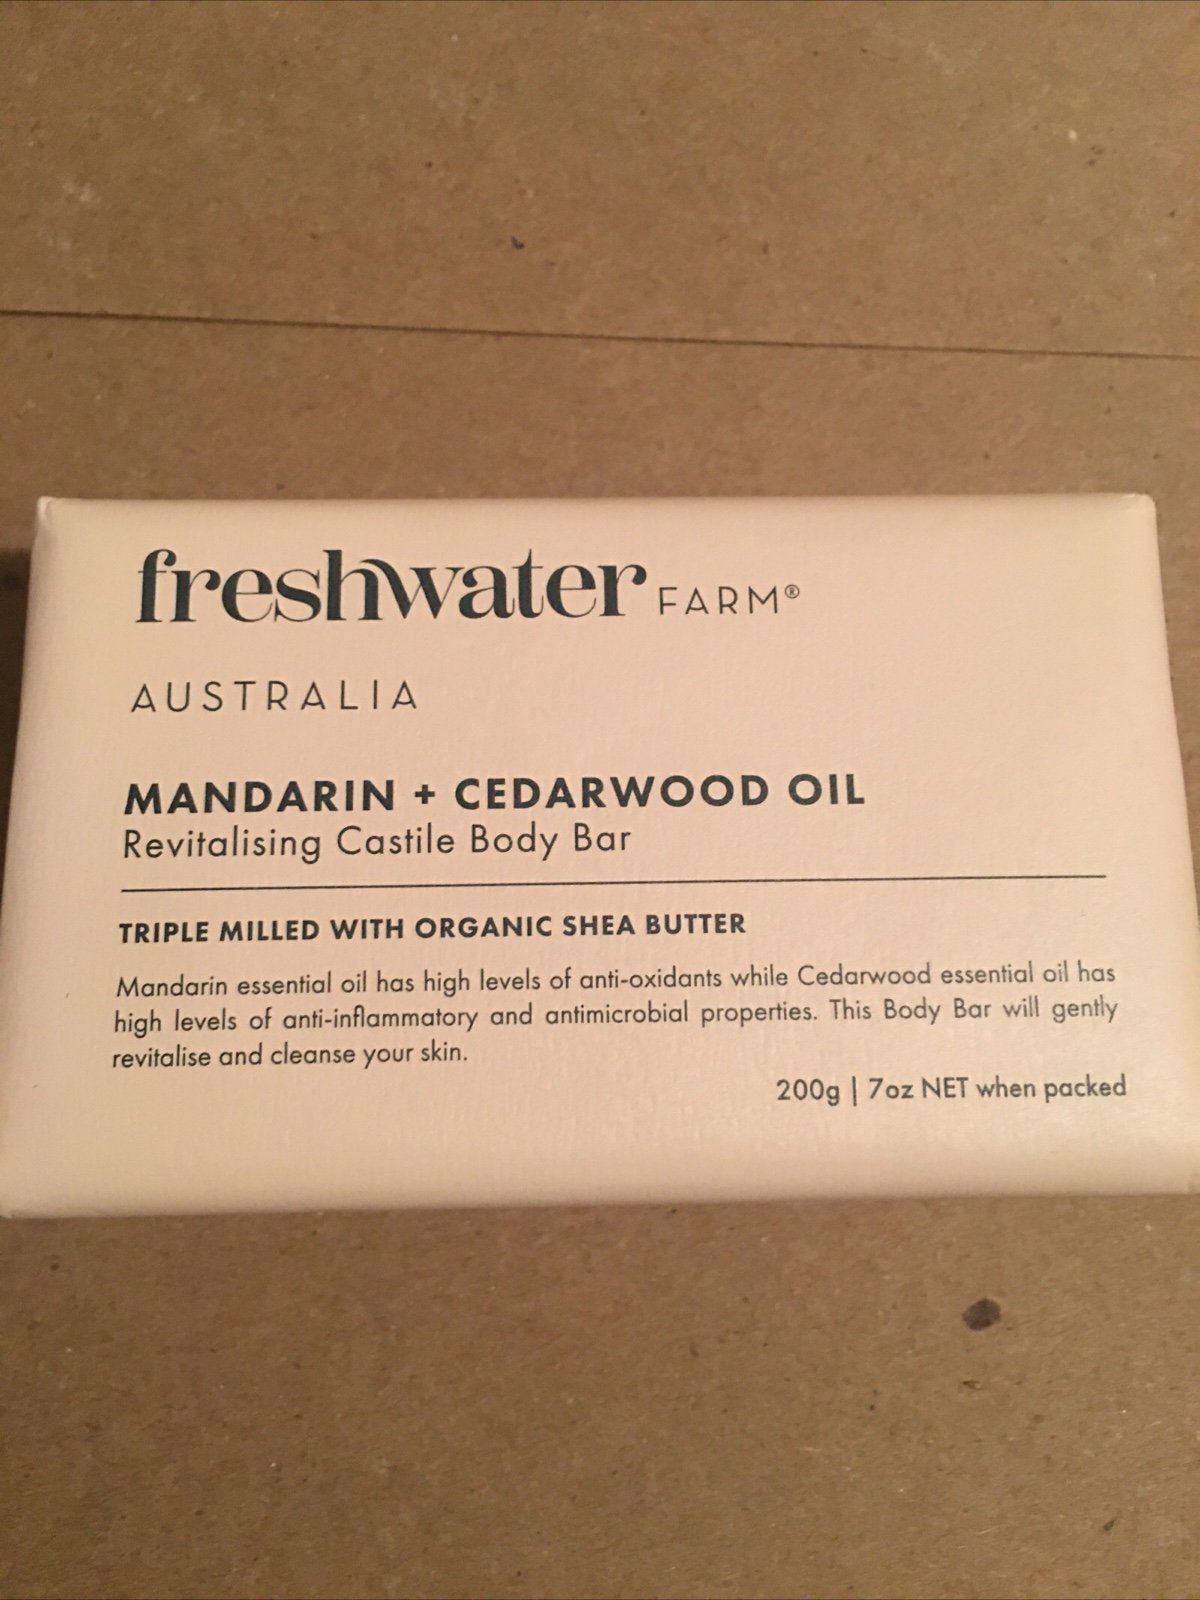 freshwater FARM®
AUSTRALIA
MANDARIN + CEDARWOOD OIL
Revitalising Castile Body Bar
TRIPLE MILLED WITH ORGANIC SHEA BUTTER
Mandarin essential oil has high levels of anti-oxidants while Cedarwood essential oil has
high levels of anti-inflammatory and antimicrobial properties. This Body Bar will gently
revitalise and cleanse your skin.
200g | 7oz NET when packed